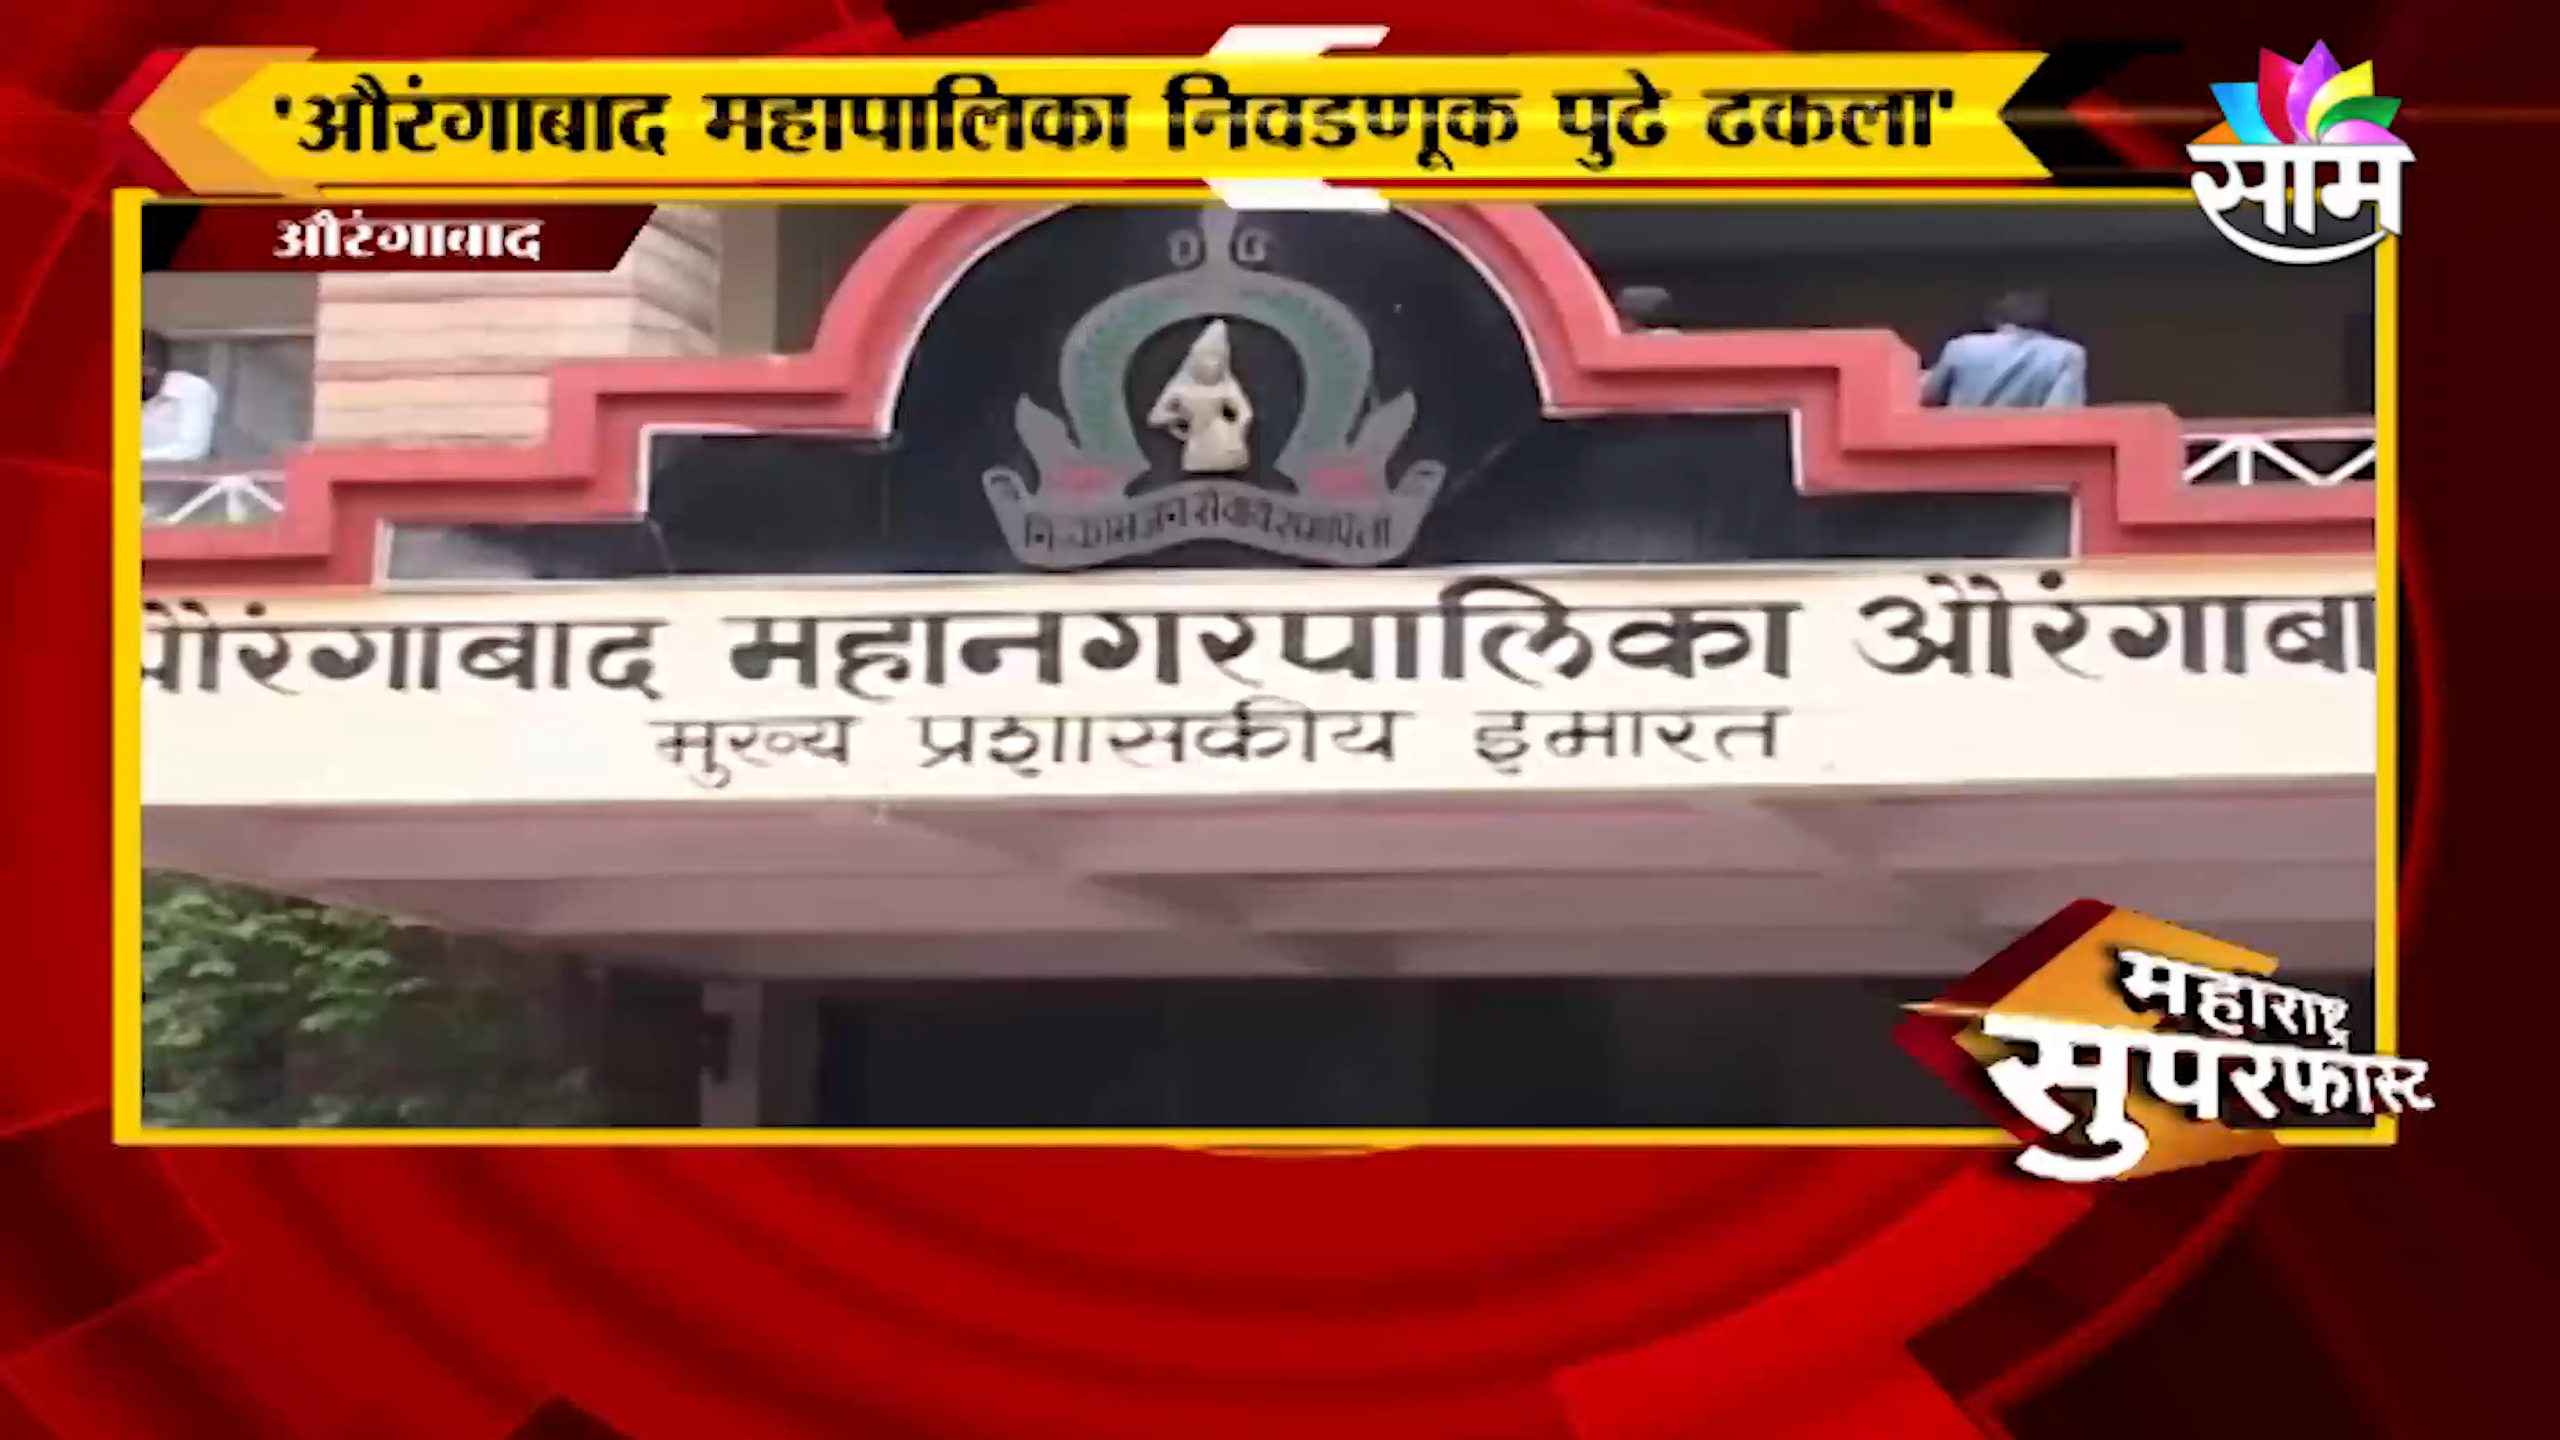 'औरंगाबाद महापालिका निवडणूक पुढे ढकला'
साम
औरंगाबाद
औरंगाबाद महानगरपालिका औरंगाबा
मुख्य प्रशासकीय इमारत
महाराष्ट्र
सुपरफास्ट